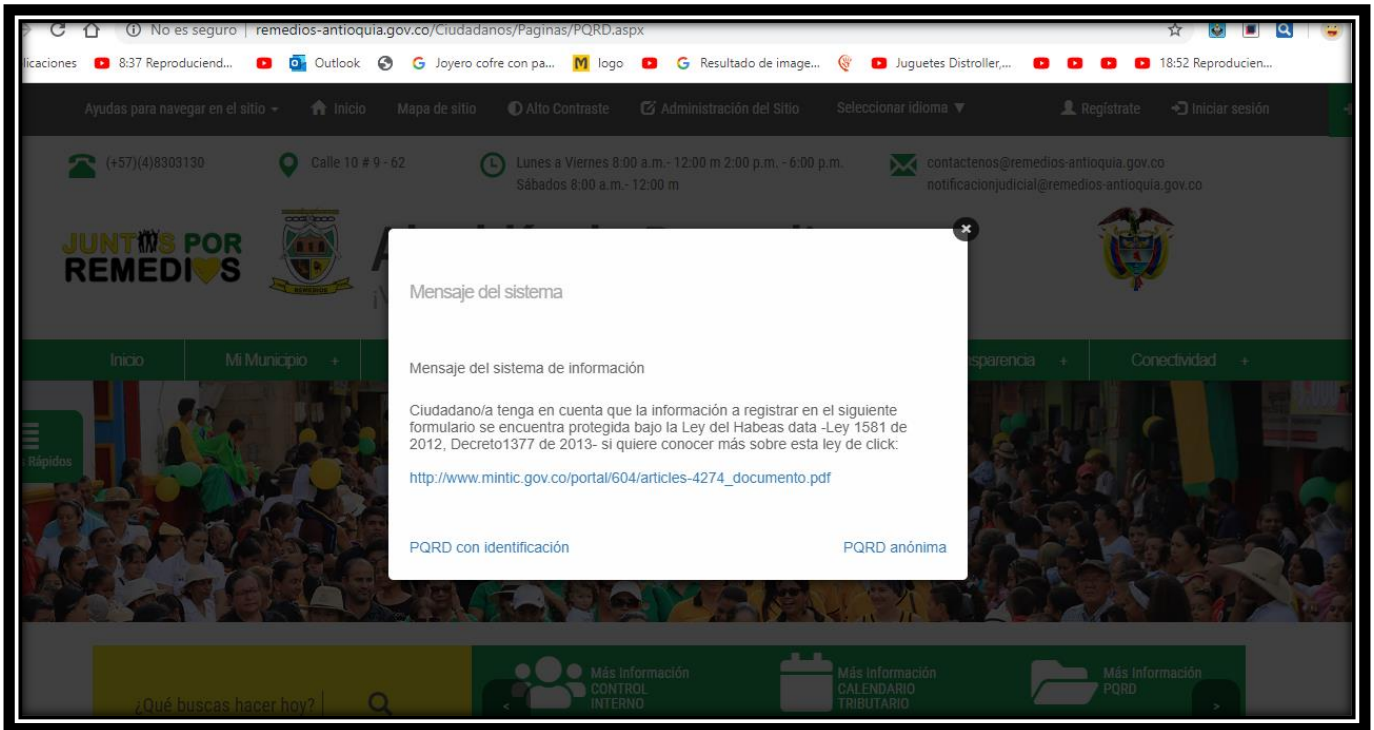 No es seguro | remedios-antioquia.gov.co/Ciudadanos/Paginas/PQRD.aspx
licaciones 8:37 Reproduciend... Outlook Joyero cofre con pa... logo Resultado de image... Juguetes Distroller,... 18:52 Reproducien...
Ayudas para navegar en el sitio Inicio Mapa de sitio Alto Contraste Administración del Sitio Seleccionar idioma ▼ Regístrate Iniciar sesión
(+57)(4)8303130 Calle 10 # 9 - 62 Lunes a Viernes 8:00 a.m.- 12:00 m 2:00 p.m. - 6:00 p.m. contactenos@remedios-antioquia.gov.co
Sábados 8:00 a.m.- 12:00 m notificacionjudicial@remedios-antioquia.gov.co
JUNTOS POR
REMEDIOS
REMEDIOS
Mensaje del sistema
Inicio Mi Municipio + sparencia + Conectividad +
Mensaje del sistema de información
Ciudadano/a tenga en cuenta que la información a registrar en el siguiente
formulario se encuentra protegida bajo la Ley del Habeas data -Ley 1581 de
2012, Decreto1377 de 2013- si quiere conocer más sobre esta ley de click:
s Rápidos
http://www.mintic.gov.co/portal/604/articles-4274_documento.pdf
PQRD con identificación PQRD anónima
¿Qué buscas hacer hoy?
Más Información
CONTROL
INTERNO
Más Información
CALENDARIO
TRIBUTARIO
Más Información
PQRD
< >